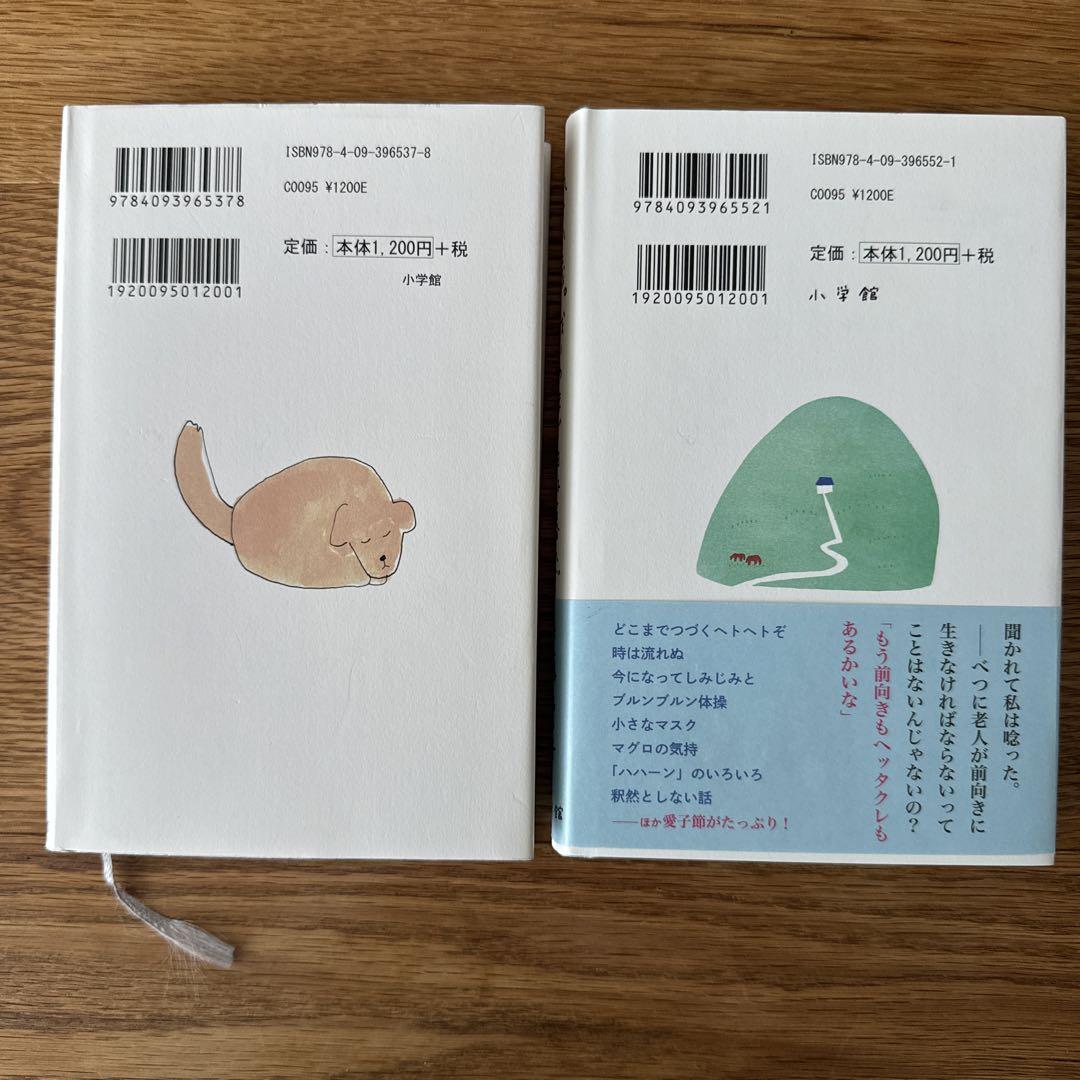 ISBN978-4-09-396537-8
9784093965378
C0095 ¥1200E
定価:本体1,200円+税
1920095012001
小学館
ISBN978-4-09-396552-1
9784093965521
C0095 ¥1200E
定価:本体1,200円+税
1920095012001
小学館
聞かれて私は唸った。
――べつに老人が前向きに
生きなければならないって
ことはないんじゃないの?
「もう前向きもヘッタクレも
あるかいな」
どこまでつづくヘトヘトぞ
時は流れぬ
今になってしみじみと
ブルンブルン体操
小さなマスク
マグロの気持
「ハハーン」のいろいろ
釈然としない話
――ほか愛子節がたっぷり!
館